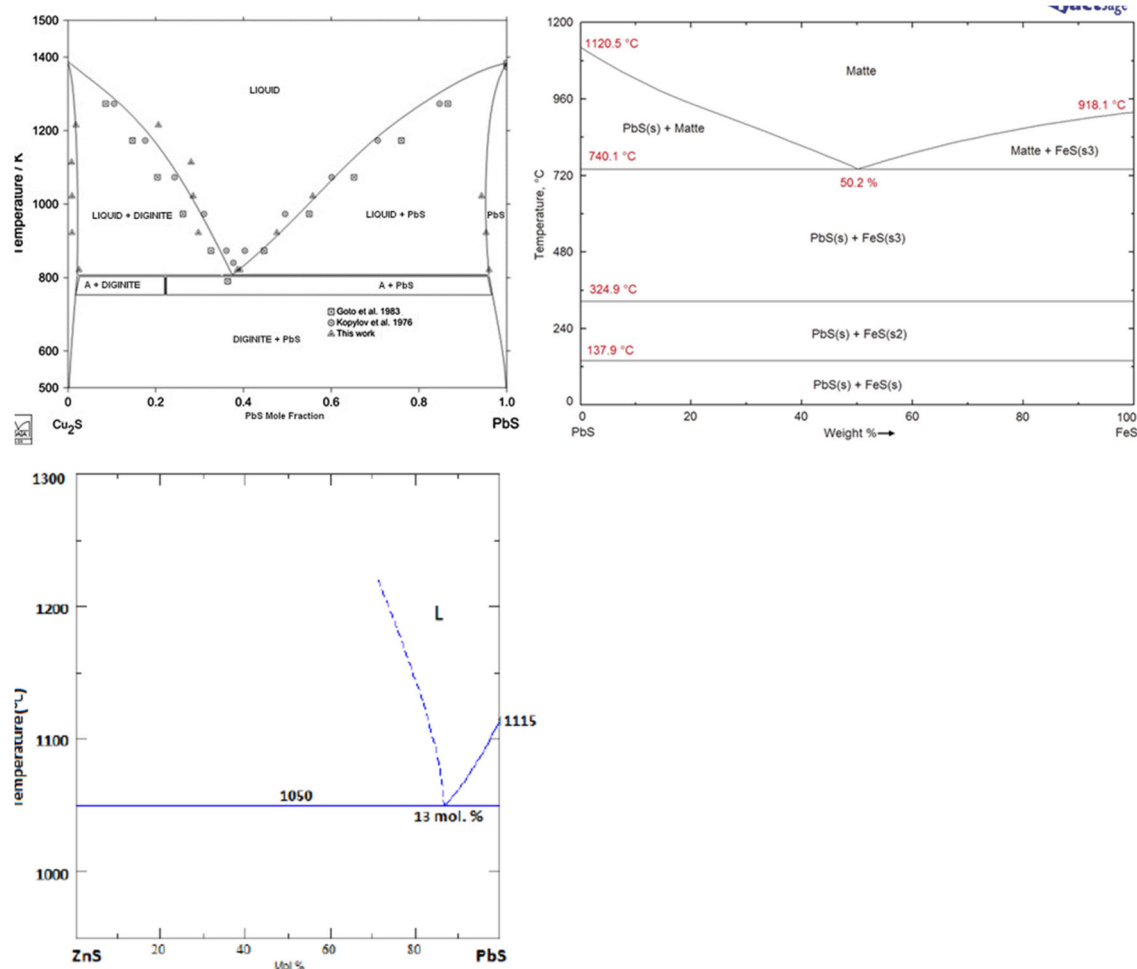 1500
1400
1200
1000
800
600
500
Temperature / K
LIQUID
LIQUID + DIGINITE
LIQUID + PbS
PbS
A + DIGINITE
A + PbS
Goto et al. 1983
Kopylov et al. 1976
This work
DIGINITE + PbS
0 0.2 0.4 0.6 0.8 1.0
PbS Mole Fraction
Cu2S PbS
1200
960
720
480
240
0
Temperature, °C
1120.5 °C
Matte
918.1 °C
PbS(s) + Matte
Matte + FeS(s3)
740.1 °C
50.2 %
PbS(s) + FeS(s3)
324.9 °C
PbS(s) + FeS(s2)
137.9 °C
PbS(s) + FeS(s)
0 20 40 60 80 100
PbS Weight % → FeS
1300
1200
1100
1000
Temperature(°C)
L
1115
1050
13 mol. %
ZnS 20 40 60 80 PbS
Mol.%